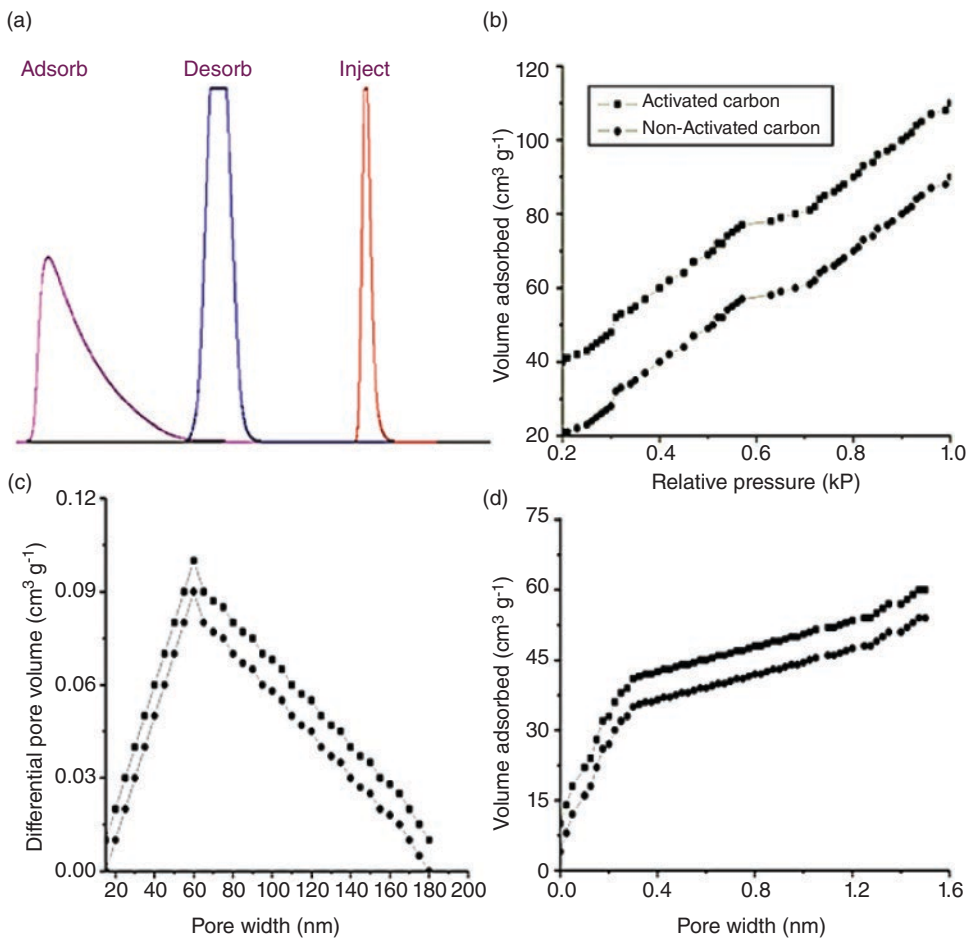 (a)
Adsorb Desorb Inject
(b)
120
100
80
60
40
20
Volume adsorbed (cm³ g⁻¹)
Activated carbon
Non-Activated carbon
0.2 0.4 0.6 0.8 1.0
Relative pressure (kP)
(c)
0.12
0.09
0.06
0.03
0.00
Differential pore volume (cm³ g⁻¹)
20 40 60 80 100 120 140 160 180 200
Pore width (nm)
(d)
75
60
45
30
15
0
Volume adsorbed (cm³ g⁻¹)
0.0 0.4 0.8 1.2 1.6
Pore width (nm)